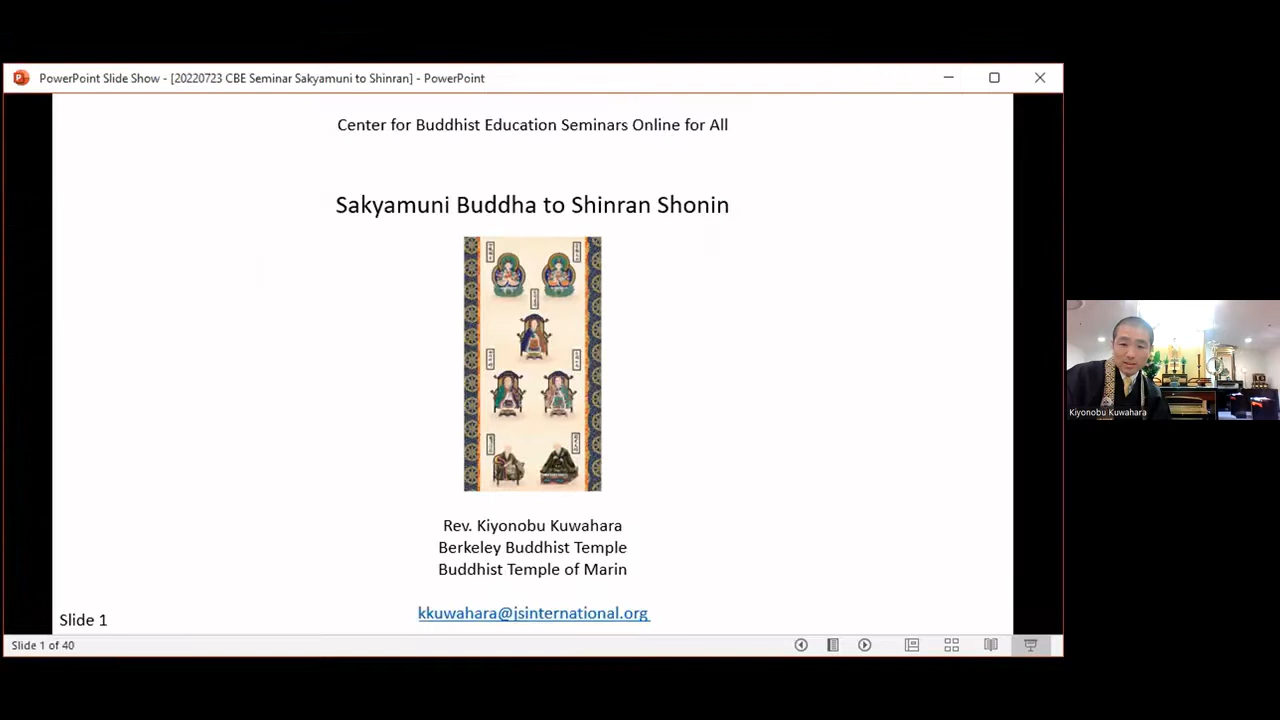 PowerPoint Slide Show - [20220723 CBE Seminar Sakyamuni to Shinran] - PowerPoint
Center for Buddhist Education Seminars Online for All
Sakyamuni Buddha to Shinran Shonin
Rev. Kiyonobu Kuwahara
Berkeley Buddhist Temple
Buddhist Temple of Marin
kkuwahara@jsinternational.org
Slide 1
Slide 1 of 40
Kiyonobu Kuwahara